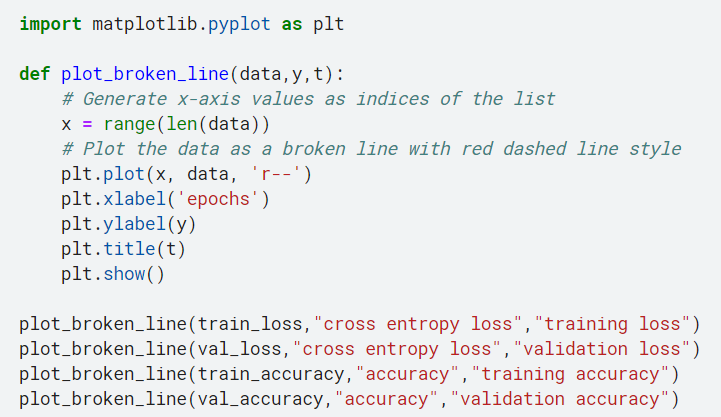 import matplotlib.pyplot as plt

def plot_broken_line(data,y,t):
    # Generate x-axis values as indices of the list
    x = range(len(data))
    # Plot the data as a broken line with red dashed line style
    plt.plot(x, data, 'r--')
    plt.xlabel('epochs')
    plt.ylabel(y)
    plt.title(t)
    plt.show()

plot_broken_line(train_loss,"cross entropy loss","training loss")
plot_broken_line(val_loss,"cross entropy loss","validation loss")
plot_broken_line(train_accuracy,"accuracy","training accuracy")
plot_broken_line(val_accuracy,"accuracy","validation accuracy")